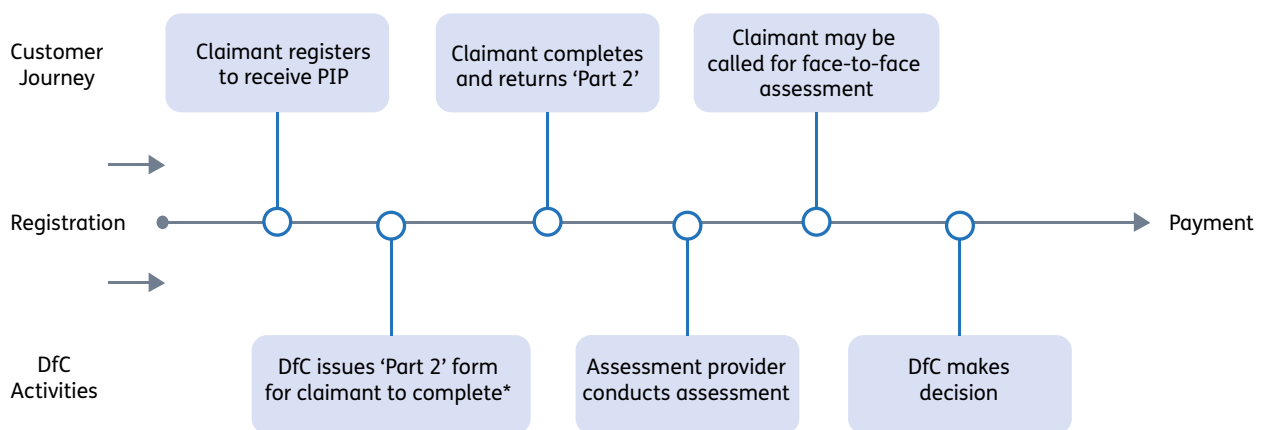 Customer
Journey
Claimant registers
to receive PIP
Claimant completes
and returns ‘Part 2’
Claimant may be
called for face-to-face
assessment
Registration
Payment
DfC
Activities
DfC issues ‘Part 2’ form
for claimant to complete*
Assessment provider
conducts assessment
DfC makes
decision